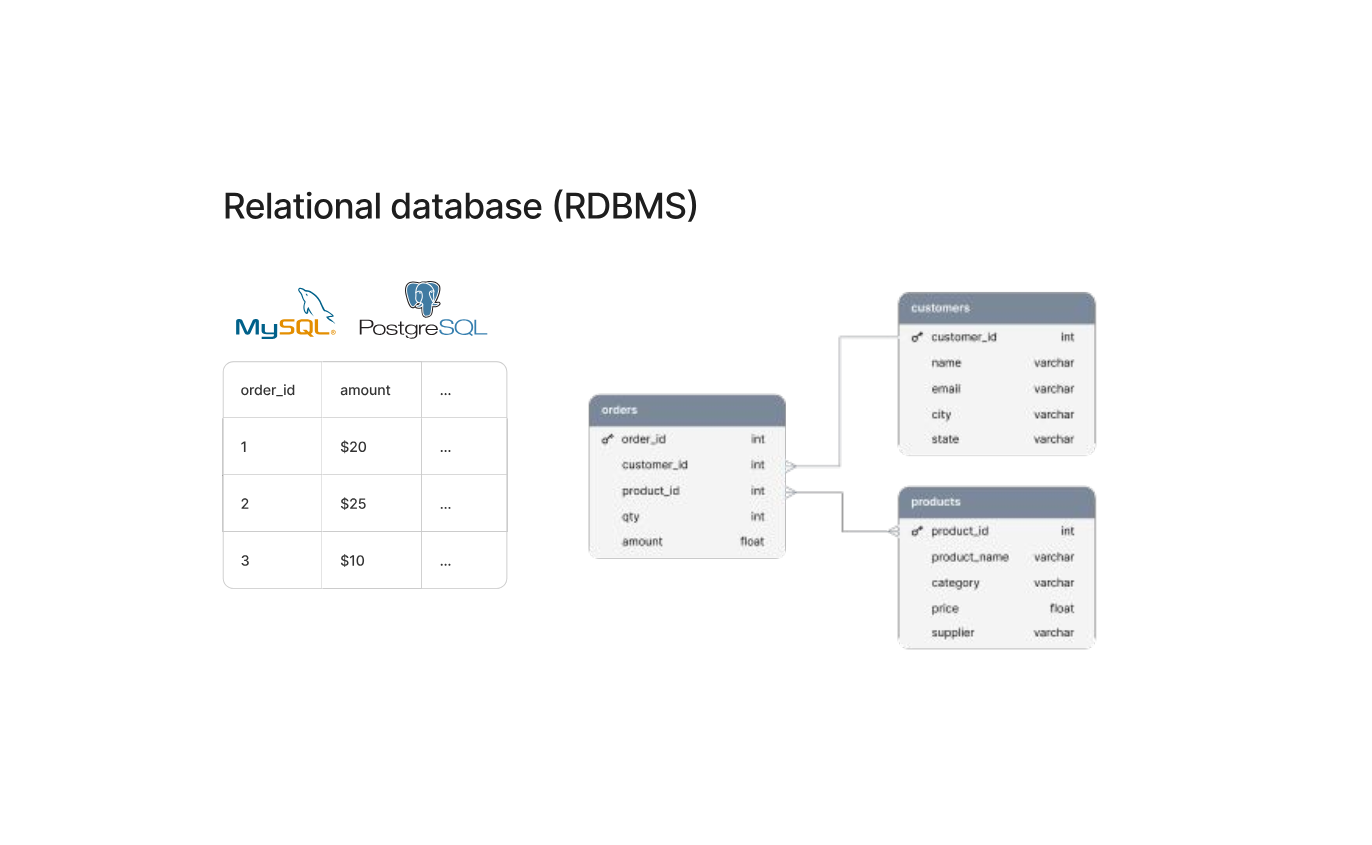 Relational database (RDBMS)
MySQL®
PostgreSQL
order_id amount ...
1 $20 ...
2 $25 ...
3 $10 ...
orders
order_id int
customer_id int
product_id int
qty int
amount float
customers
customer_id int
name varchar
email varchar
city varchar
state varchar
products
product_id int
product_name varchar
category varchar
price float
supplier varchar